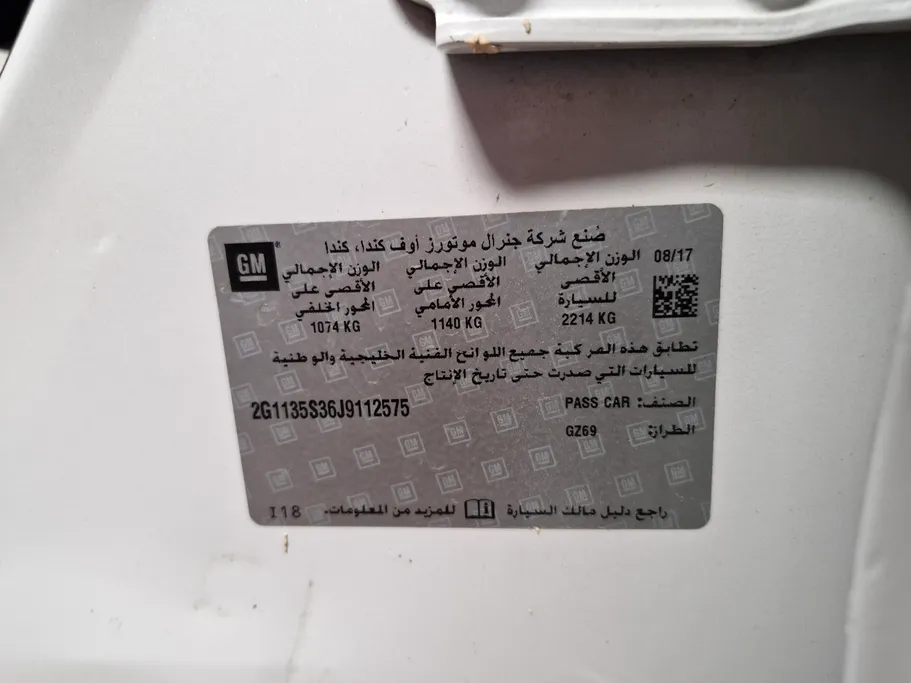 صُنع شركة جنرال موتورز أوف كندا، كندا
GM
08/17
الوزن الإجمالي الأقصى للسيارة
2214 KG
الوزن الإجمالي الأقصى على المحور الأمامي
1140 KG
الوزن الإجمالي الأقصى على المحور الخلفي
1074 KG
تطابق هذه المركبة جميع اللوائح الفنية الخليجية والوطنية
للسيارات التي صدرت حتى تاريخ الإنتاج
الصنف: PASS CAR
2G1135S36J9112575
الطراز: GZ69
راجع دليل مالك السيارة للمزيد من المعلومات.
I18